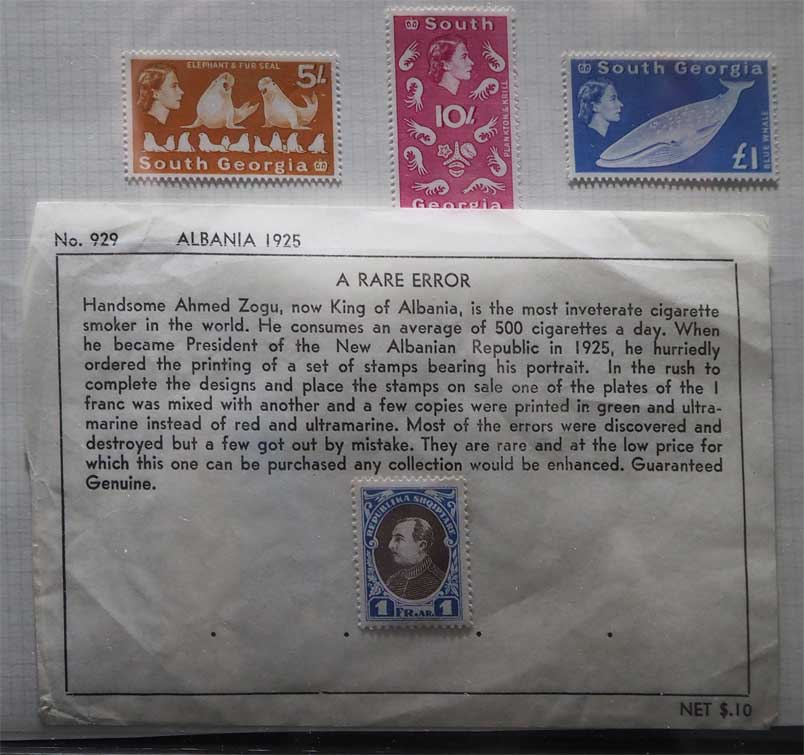 ELEPHANT & FUR SEAL
5/-
South Georgia
South
10/-
PLANKTON & KRILL
Georgia
South Georgia
BLUE WHALE
£1
No. 929 ALBANIA 1925
A RARE ERROR
Handsome Ahmed Zogu, now King of Albania, is the most inveterate cigarette
smoker in the world. He consumes an average of 500 cigarettes a day. When
he became President of the New Albanian Republic in 1925, he hurriedly
ordered the printing of a set of stamps bearing his portrait. In the rush to
complete the designs and place the stamps on sale one of the plates of the 1
franc was mixed with another and a few copies were printed in green and ultra-
marine instead of red and ultramarine. Most of the errors were discovered and
destroyed but a few got out by mistake. They are rare and at the low price for
which this one can be purchased any collection would be enhanced. Guaranteed
Genuine.
REPUBLIKA SHQIPTARE
1 FR. AR. 1
NET $.10